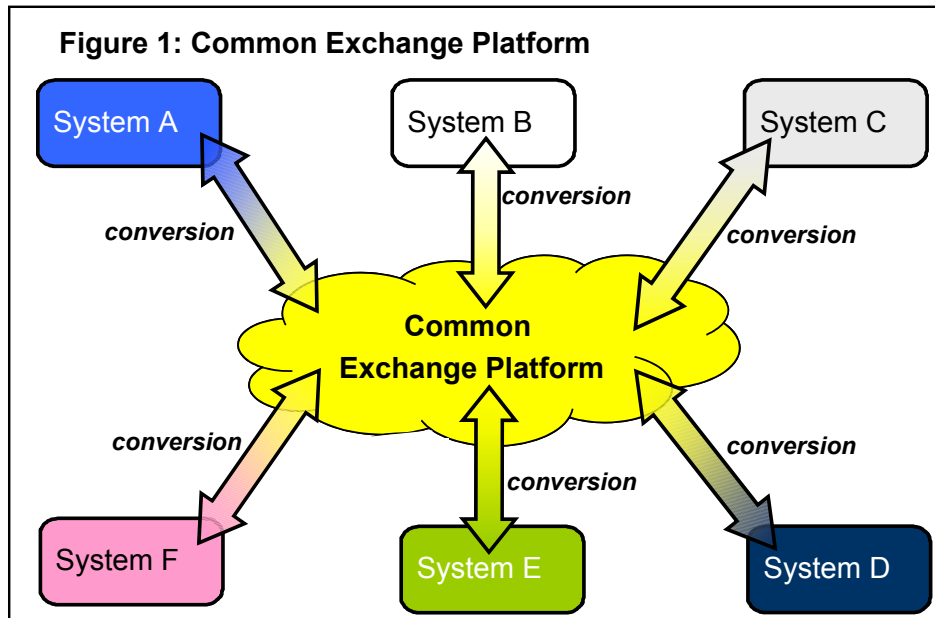 Figure 1: Common Exchange Platform
System A
System B
System C
conversion
conversion
conversion
Common
Exchange Platform
conversion
conversion
conversion
System F
System E
System D